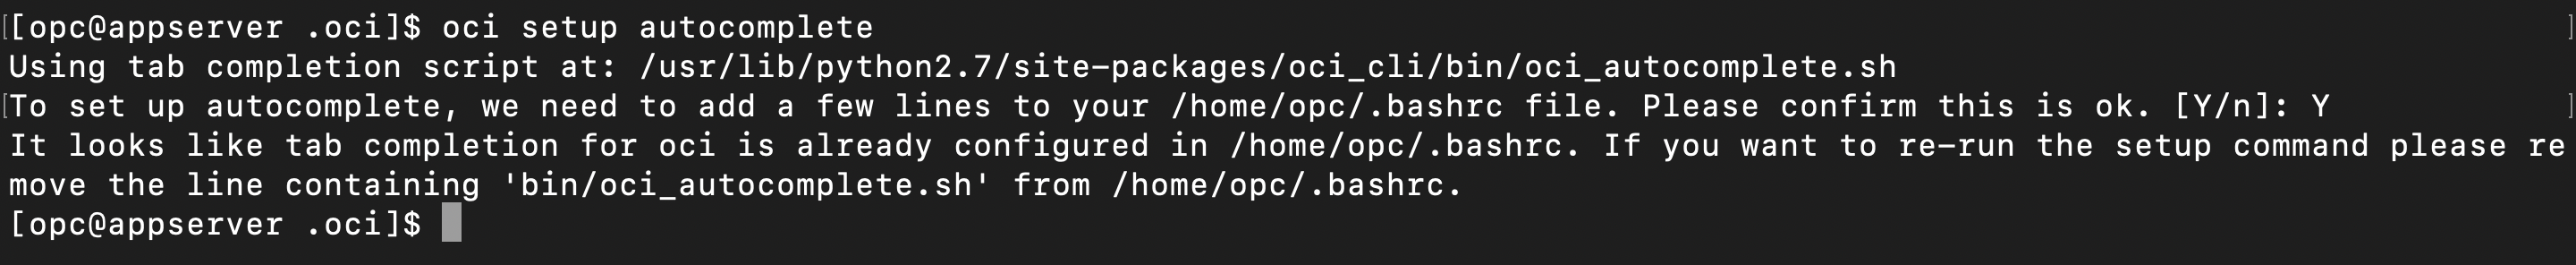 [[opc@appserver .oci]$ oci setup autocomplete ]
Using tab completion script at: /usr/lib/python2.7/site-packages/oci_cli/bin/oci_autocomplete.sh
[To set up autocomplete, we need to add a few lines to your /home/opc/.bashrc file. Please confirm this is ok. [Y/n]: Y ]
It looks like tab completion for oci is already configured in /home/opc/.bashrc. If you want to re-run the setup command please re
move the line containing 'bin/oci_autocomplete.sh' from /home/opc/.bashrc.
[opc@appserver .oci]$